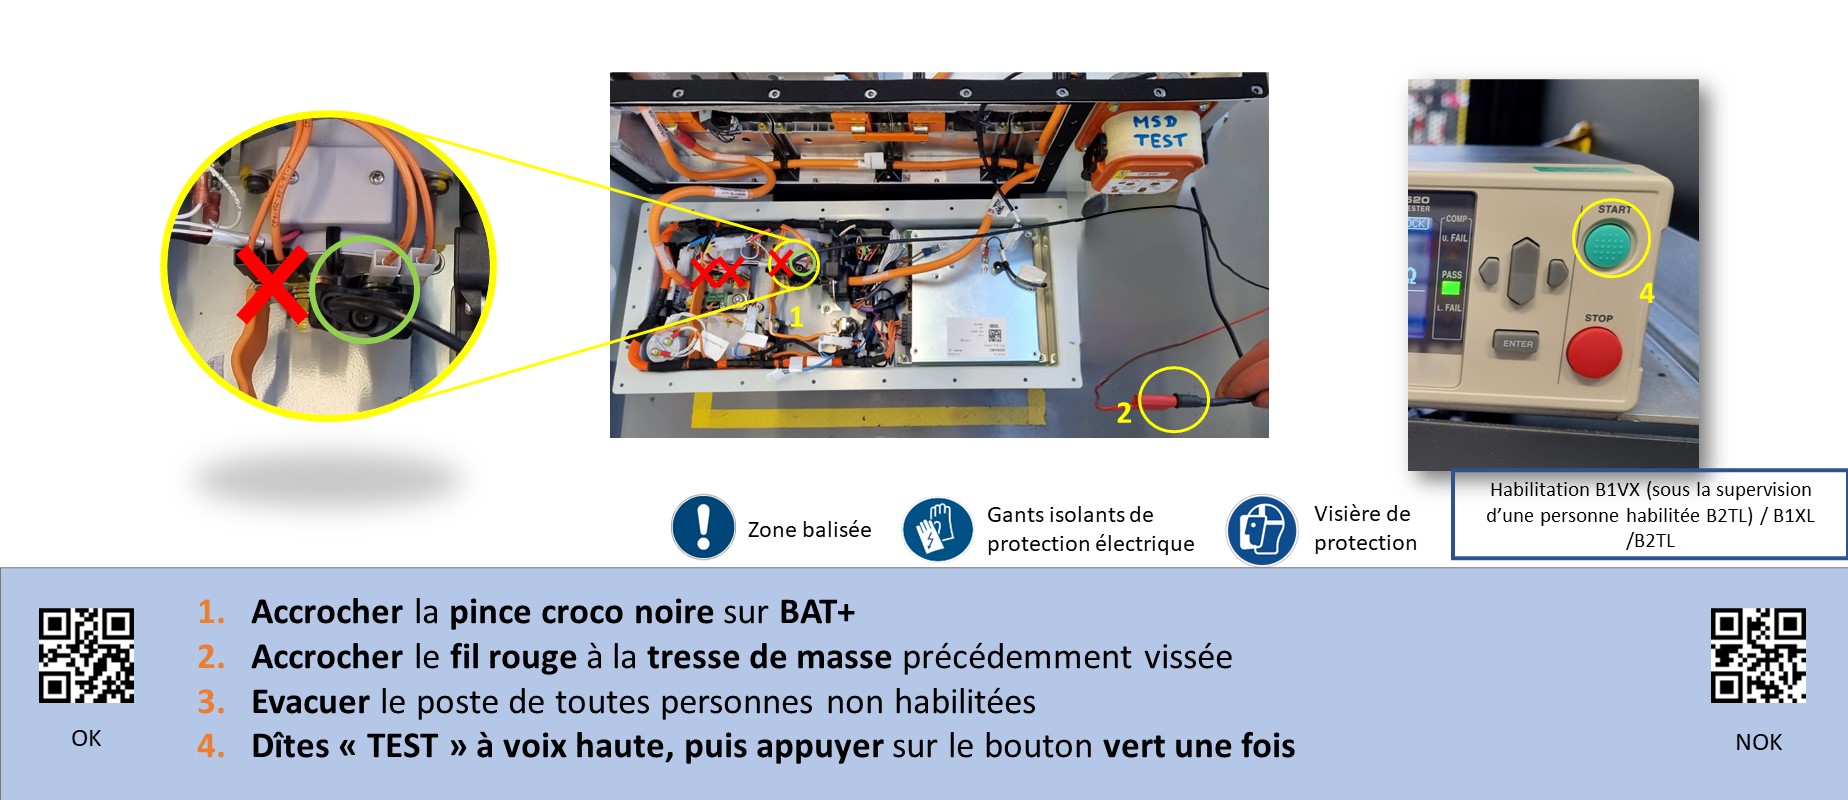 MSD
TEST
1
2
520
ESTER
OCK
COMP
U. FAIL
PASS
L. FAIL
Ω
START
4
STOP
ENTER
Zone balisée
Gants isolants de
protection électrique
Visière de
protection
Habilitation B1VX (sous la supervision
d’une personne habilitée B2TL) / B1XL
/B2TL
1. Accrocher la pince croco noire sur BAT+
2. Accrocher le fil rouge à la tresse de masse précédemment vissée
3. Evacuer le poste de toutes personnes non habilitées
4. Dîtes « TEST » à voix haute, puis appuyer sur le bouton vert une fois
OK
NOK